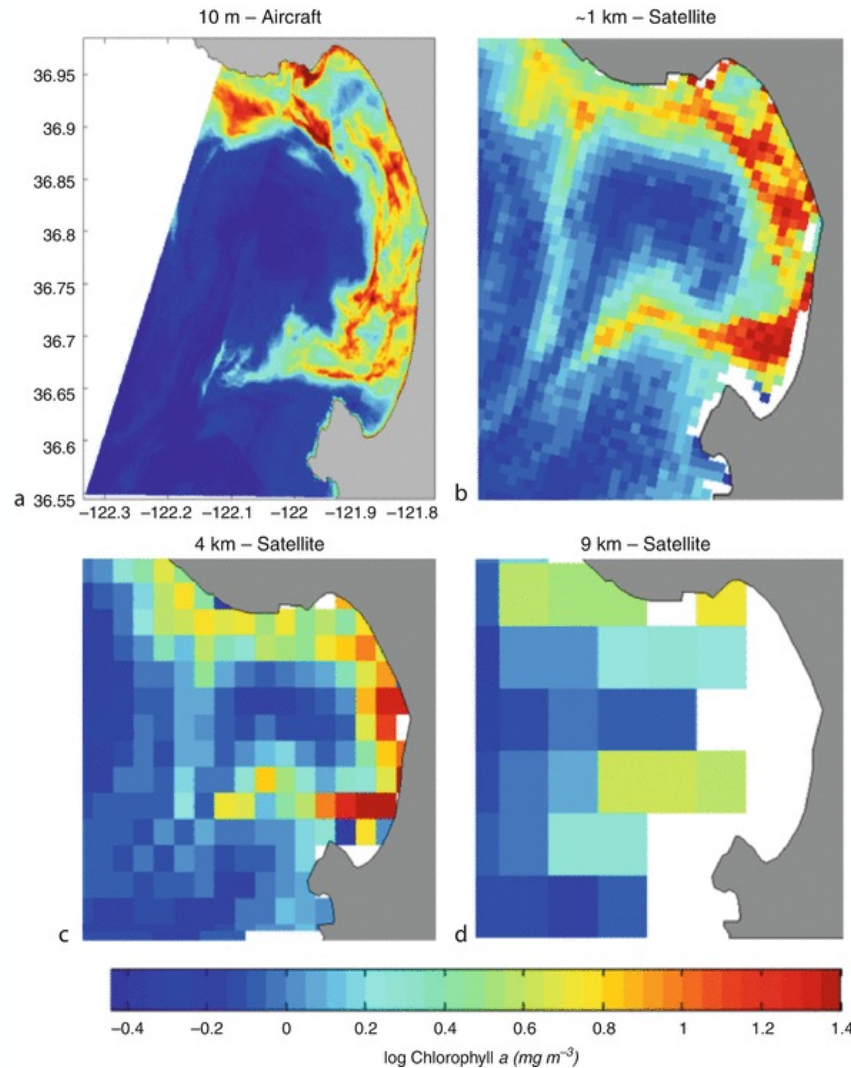 10 m – Aircraft
~1 km – Satellite
36.95
36.9
36.85
36.8
36.75
36.7
36.65
36.6
36.55
a
−122.3 −122.2 −122.1 −122 −121.9 −121.8
b
4 km – Satellite
9 km – Satellite
c
d
−0.4 −0.2 0 0.2 0.4 0.6 0.8 1 1.2 1.4
log Chlorophyll a (mg m⁻³)